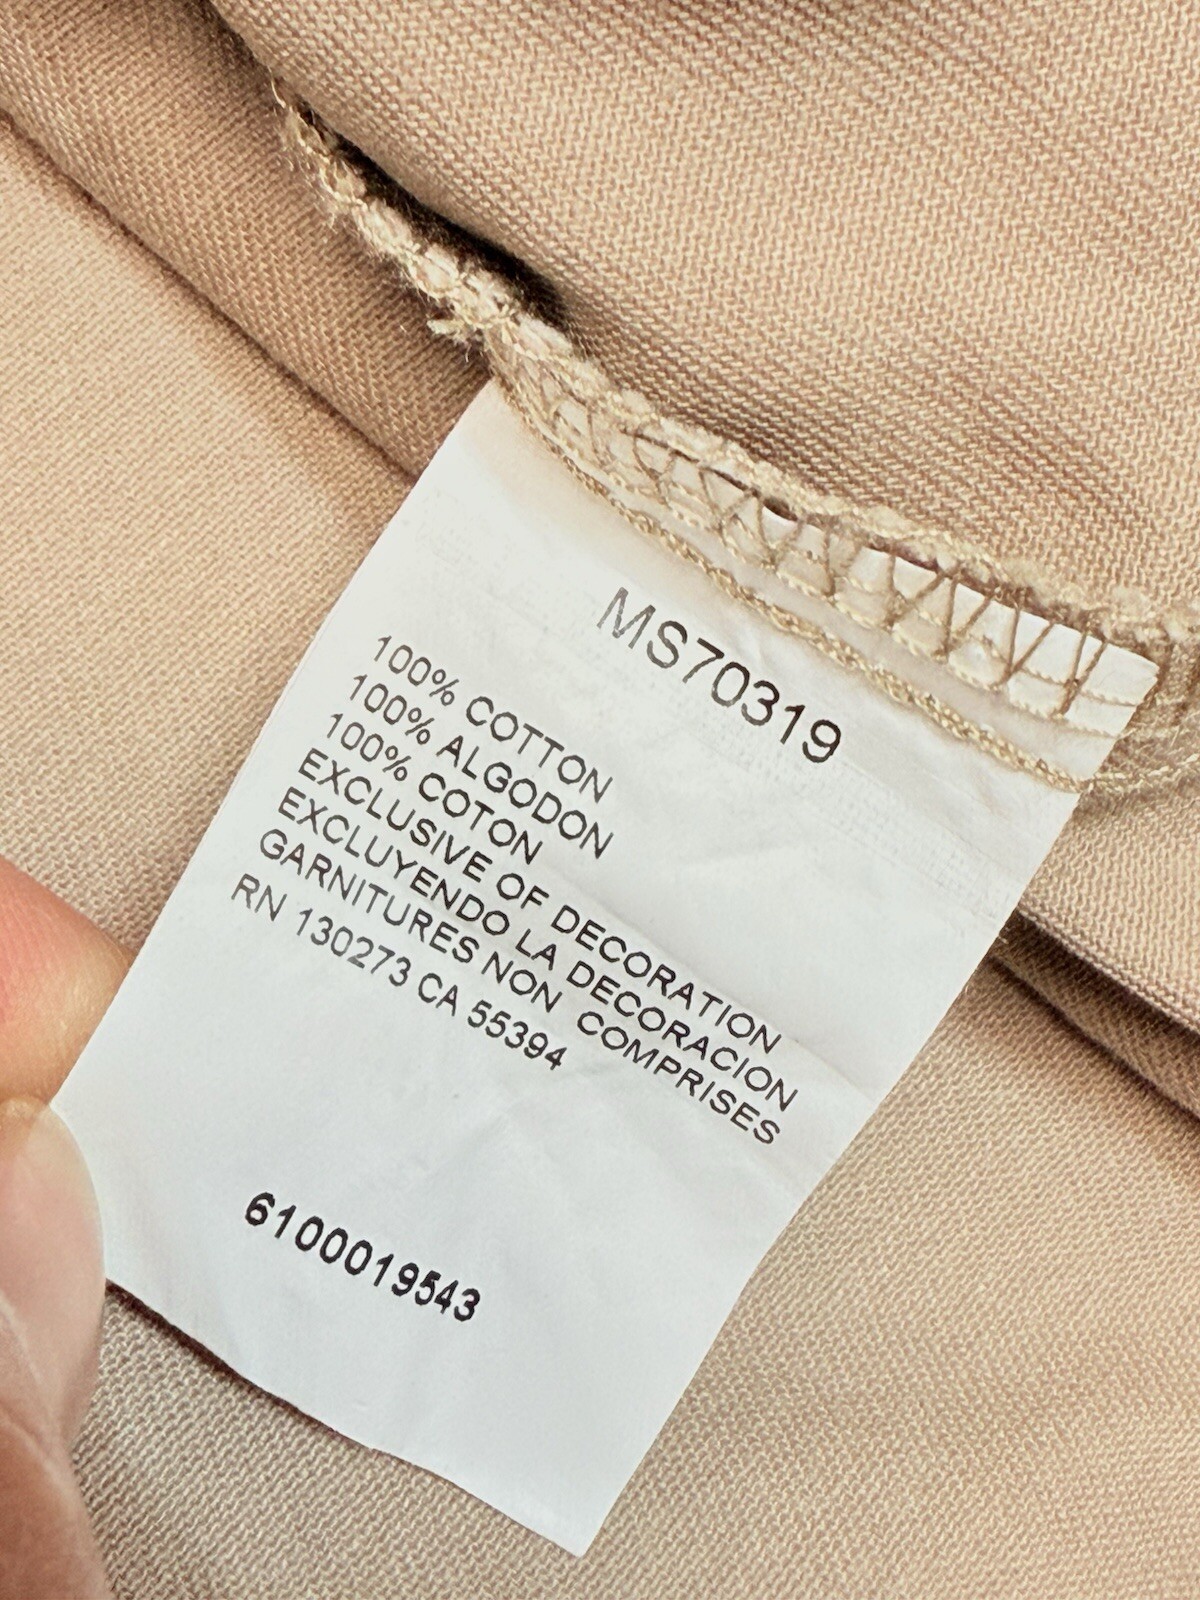 MS70319
100% COTTON
100% ALGODON
100% COTON
EXCLUSIVE OF DECORATION
EXCLUYENDO LA DECORACION
GARNITURES NON COMPRISES
RN 130273 CA 55394
6100019543